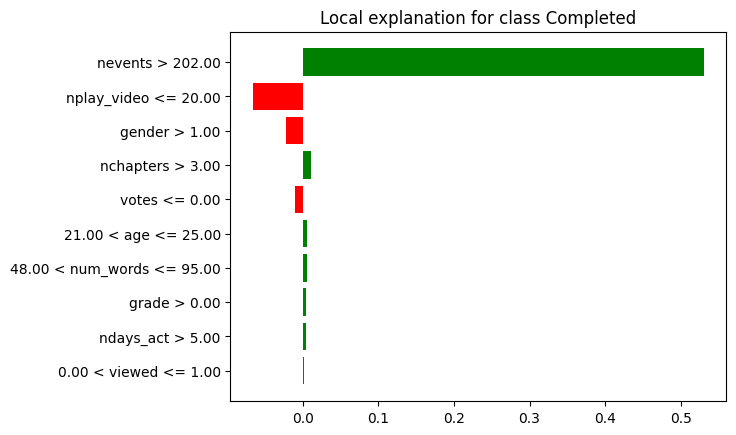 Local explanation for class Completed
nevents > 202.00
nplay_video <= 20.00
gender > 1.00
nchapters > 3.00
votes <= 0.00
21.00 < age <= 25.00
48.00 < num_words <= 95.00
grade > 0.00
ndays_act > 5.00
0.00 < viewed <= 1.00
0.0 0.1 0.2 0.3 0.4 0.5